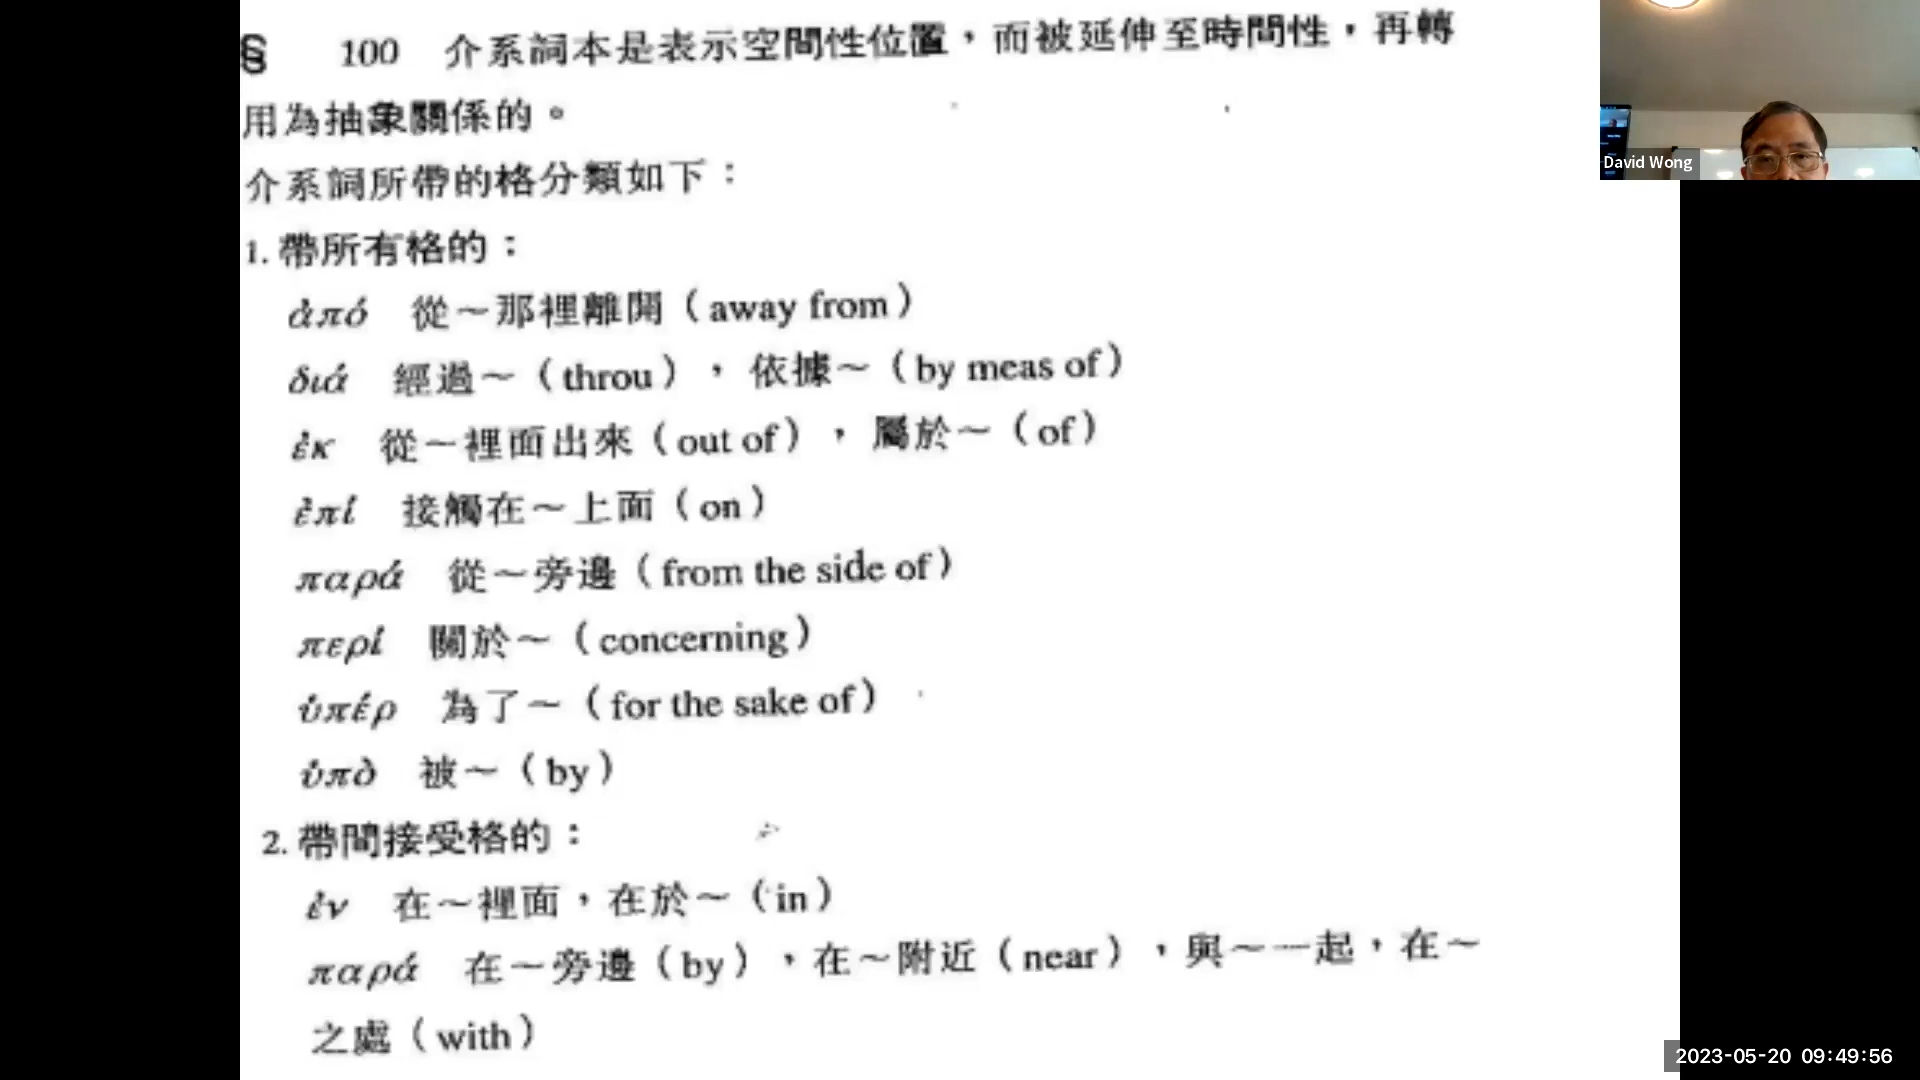 § 100 介系詞本是表示空間性位置，而被延伸至時間性，再轉
用為抽象關係的。
介系詞所帶的格分類如下：
1. 帶所有格的：
ἀπό 從～那裡離開（away from）
διά 經過～（throu），依據～（by meas of）
ἐκ 從～裡面出來（out of），屬於～（of）
ἐπί 接觸在～上面（on）
παρά 從～旁邊（from the side of）
περί 關於～（concerning）
ὑπέρ 為了～（for the sake of）
ὑπὸ 被～（by）
2. 帶間接受格的：
ἐν 在～裡面，在於～（in）
παρά 在～旁邊（by），在～附近（near），與～一起，在～
之處（with）
David Wong
2023-05-20 09:49:56